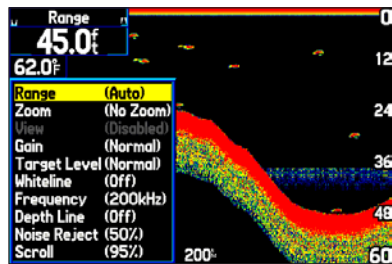 Range
45.0ft
62.0°F
Range (Auto)
Zoom (No Zoom)
View (Disabled)
Gain (Normal)
Target Level (Normal)
Whiteline (Off)
Frequency (200kHz)
Depth Line (Off)
Noise Reject (50%)
Scroll (95%)
0
12
24
36
48
60
200